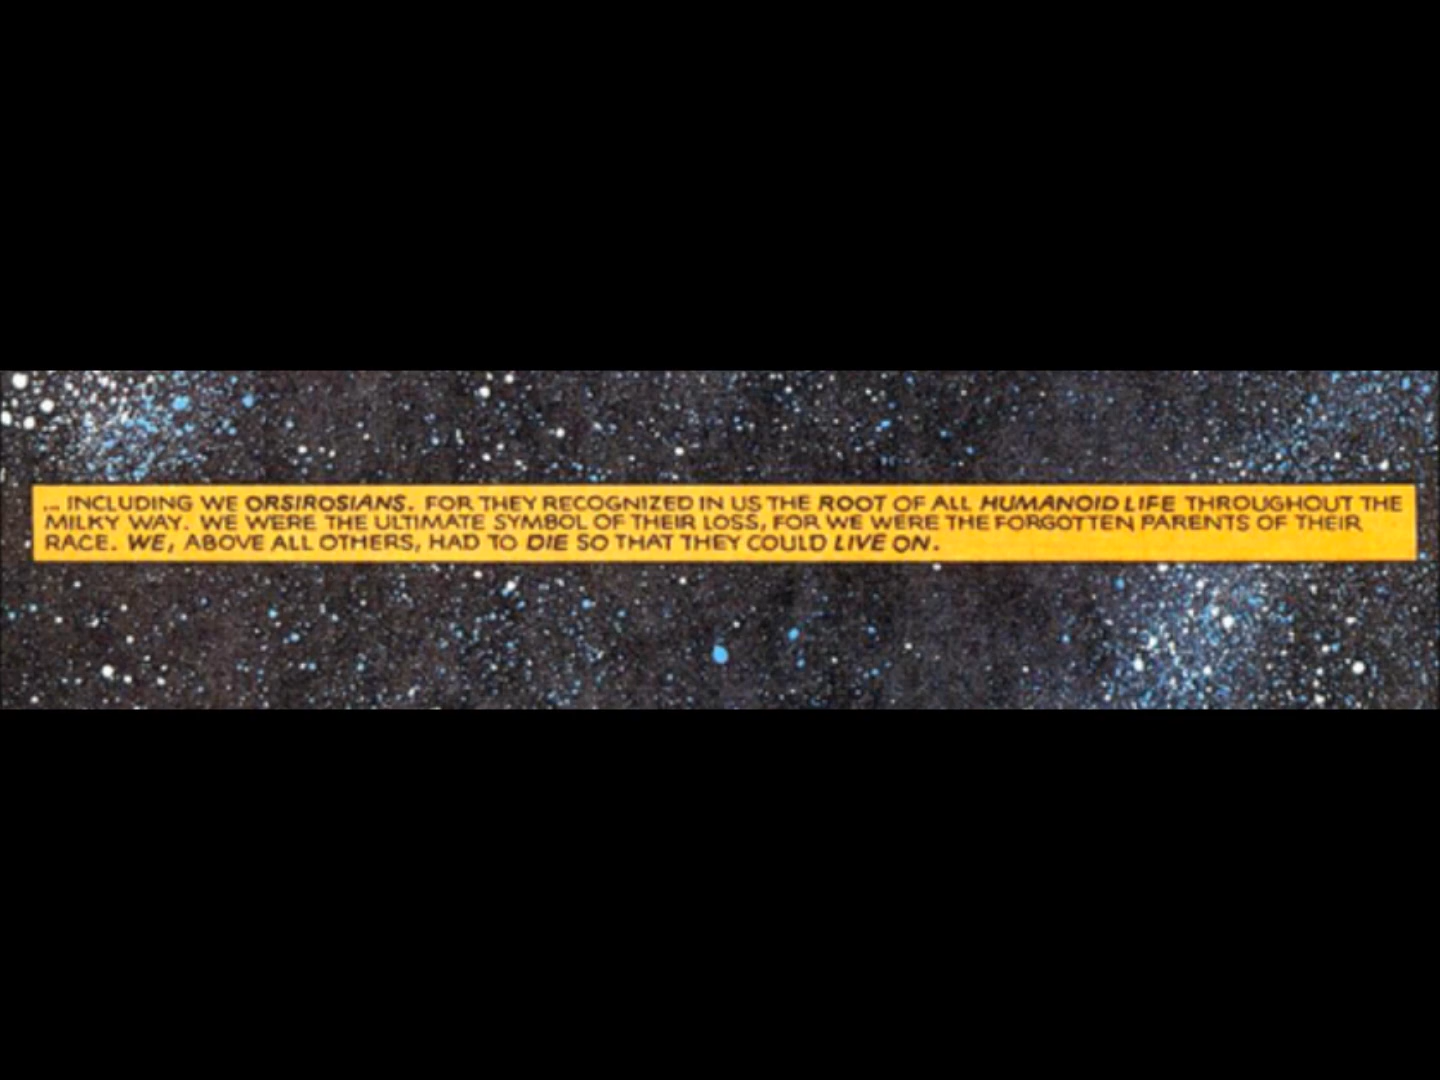 ... INCLUDING WE ORSIROSIANS. FOR THEY RECOGNIZED IN US THE ROOT OF ALL HUMANOID LIFE THROUGHOUT THE
MILKY WAY. WE WERE THE ULTIMATE SYMBOL OF THEIR LOSS, FOR WE WERE THE FORGOTTEN PARENTS OF THEIR
RACE. WE, ABOVE ALL OTHERS, HAD TO DIE SO THAT THEY COULD LIVE ON.